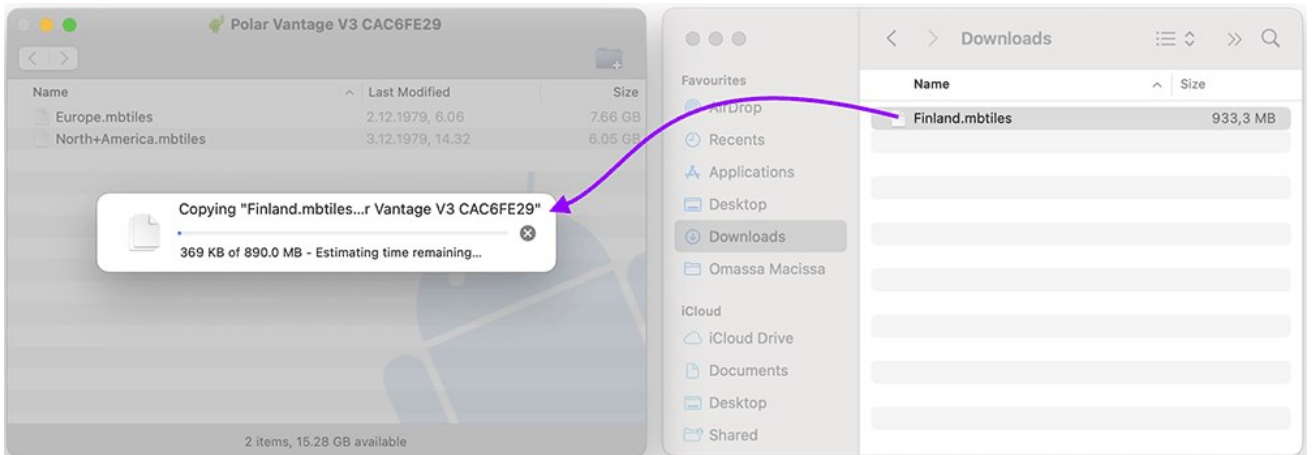 Polar Vantage V3 CAC6FE29
Name Last Modified Size
Europe.mbtiles 2.12.1979, 6.06 7.66 GB
North+America.mbtiles 3.12.1979, 14.32 6.05 GB
Copying "Finland.mbtiles...r Vantage V3 CAC6FE29"
369 KB of 890.0 MB - Estimating time remaining...
2 items, 15.28 GB available
Downloads
Favourites
AirDrop
Recents
Applications
Desktop
Downloads
Omassa Macissa
iCloud
iCloud Drive
Documents
Desktop
Shared
Name Size
Finland.mbtiles 933,3 MB